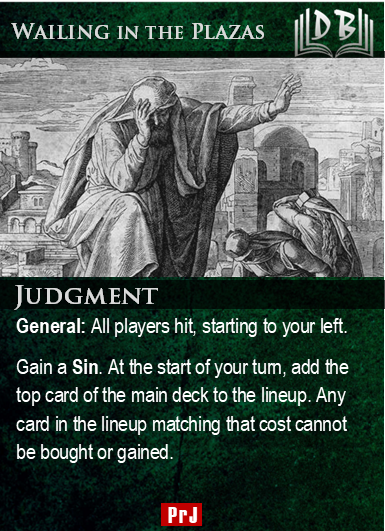 Wailing in the Plazas
DB
Judgment
General: All players hit, starting to your left.
Gain a Sin. At the start of your turn, add the
top card of the main deck to the lineup. Any
card in the lineup matching that cost cannot
be bought or gained.
PrJ